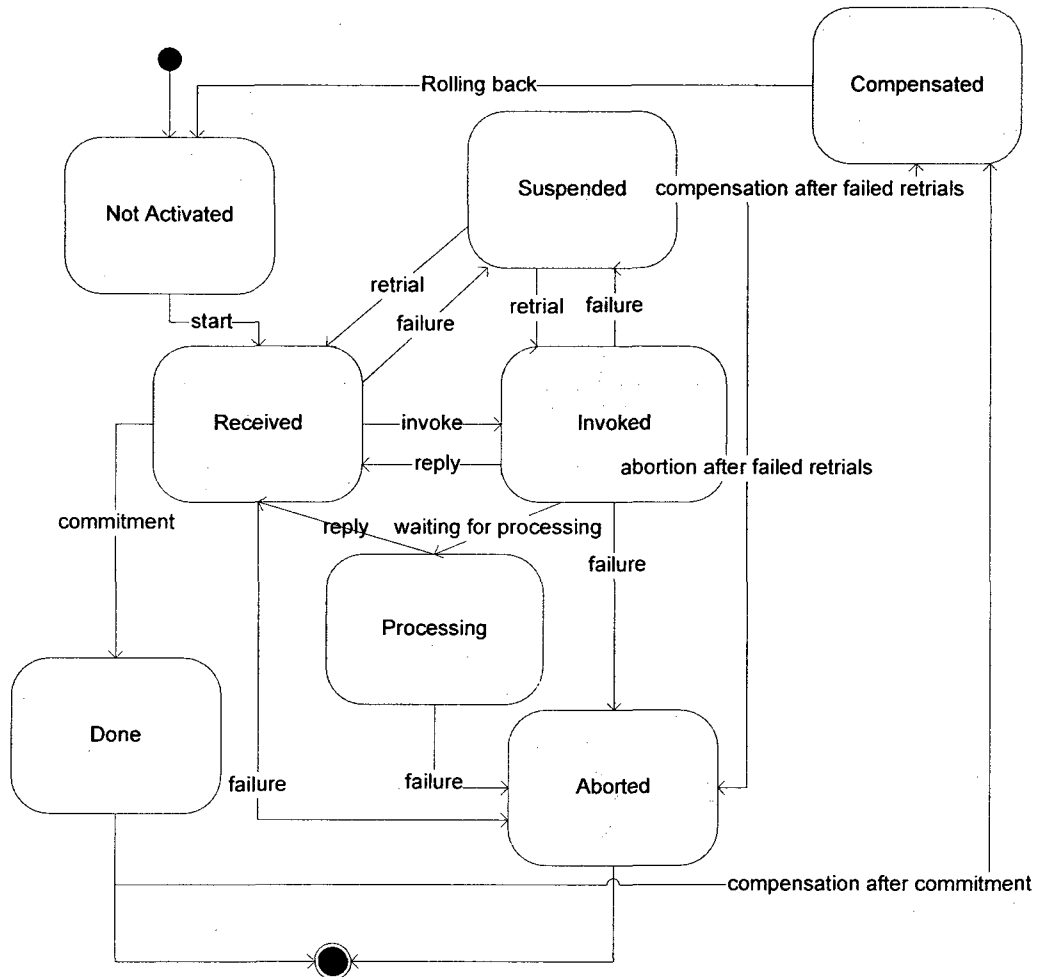 Rolling back
Compensated
Suspended
compensation after failed retrials
Not Activated
retrial
retrial
failure
failure
start
Received
invoke
Invoked
reply
abortion after failed retrials
commitment
reply
waiting for processing
failure
Processing
Done
failure
failure
Aborted
compensation after commitment